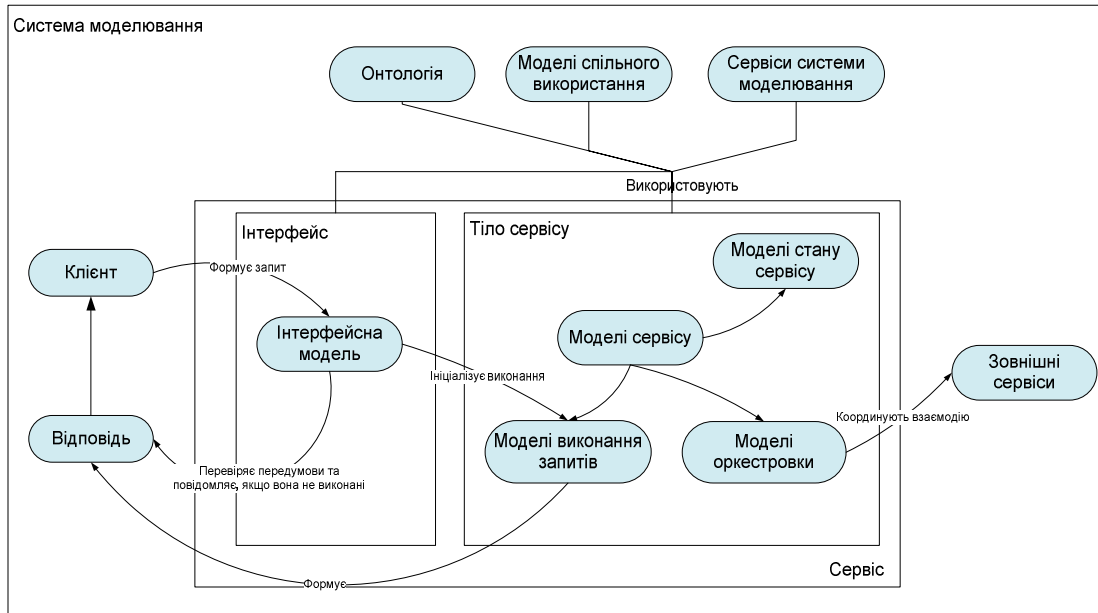 Система моделювання
Онтологія
Моделі спільного
використання
Сервіси системи
моделювання
Використовують
Інтерфейс
Тіло сервісу
Моделі стану
сервісу
Клієнт
Формує запит
Інтерфейсна
модель
Моделі сервісу
Зовнішні
сервіси
Ініціалізує виконання
Координують взаємодію
Відповідь
Моделі виконання
запитів
Моделі
оркестровки
Перевіряє передумови та
повідомляє, якщо вона не виконані
Сервіс
Формує